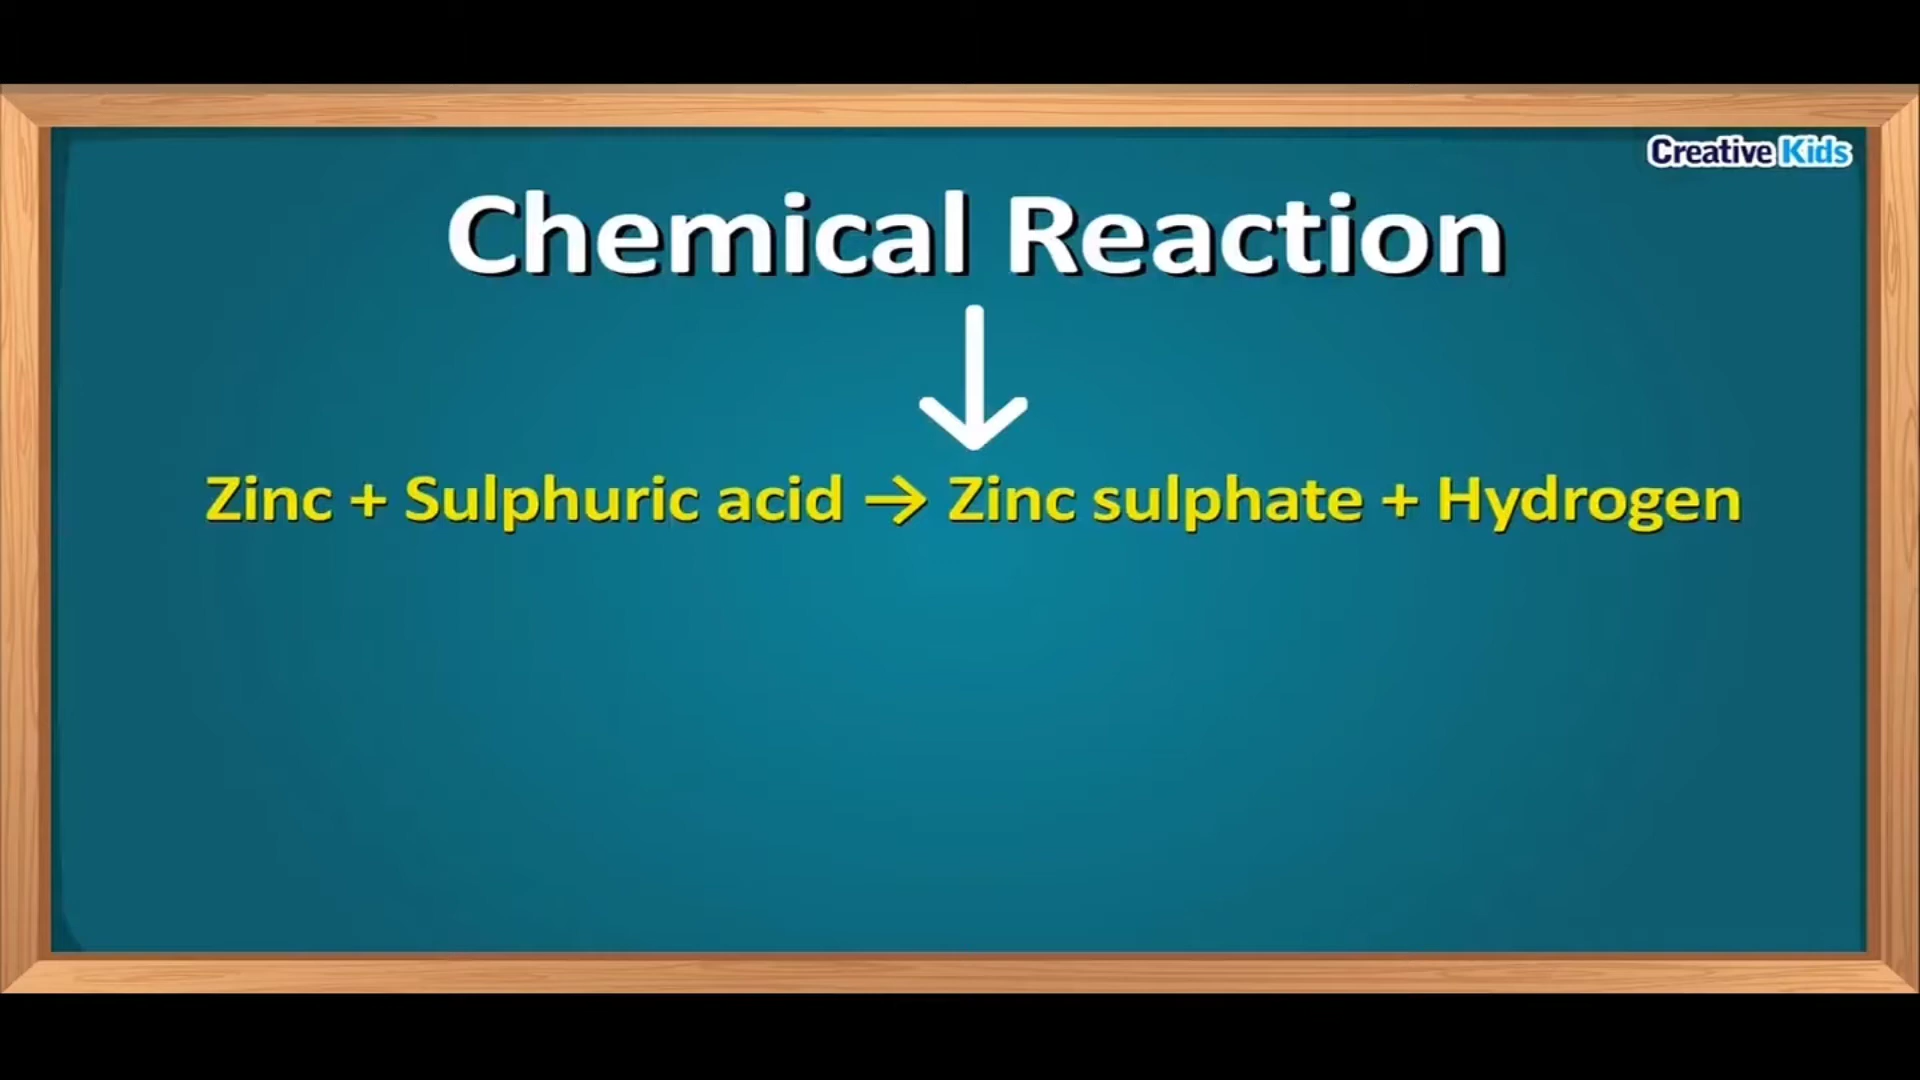 Creative Kids
Chemical Reaction
Zinc + Sulphuric acid → Zinc sulphate + Hydrogen